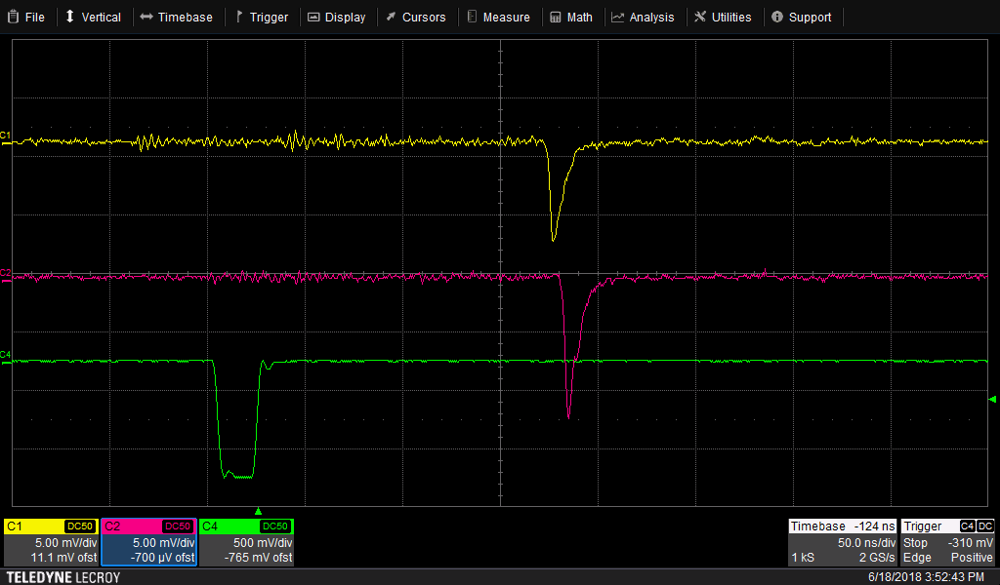 File Vertical Timebase Trigger Display Cursors Measure Math Analysis Utilities Support
C1
C2
C4
C1 DC50
5.00 mV/div
11.1 mV ofst
C2 DC50
5.00 mV/div
-700 µV ofst
C4 DC50
500 mV/div
-765 mV ofst
Timebase -124 ns
50.0 ns/div
1 kS 2 GS/s
Trigger C4 DC
Stop -310 mV
Edge Positive
TELEDYNE LECROY
6/18/2018 3:52:43 PM